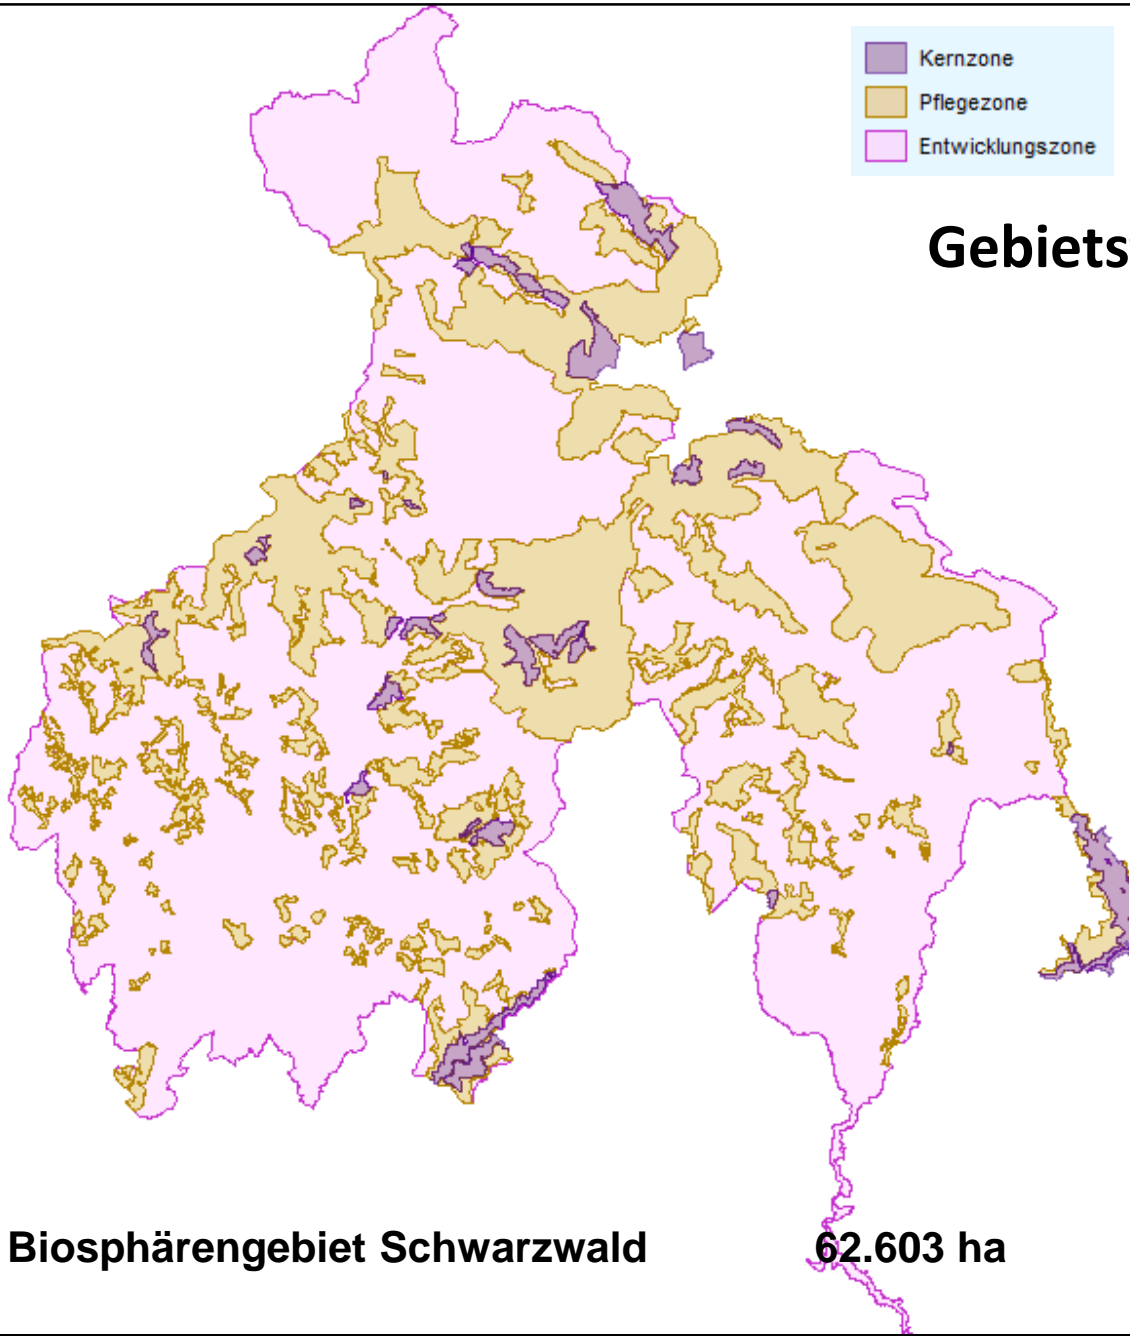 Kernzone
Pflegezone
Entwicklungszone
Gebiets
Biosphärengebiet Schwarzwald 62.603 ha